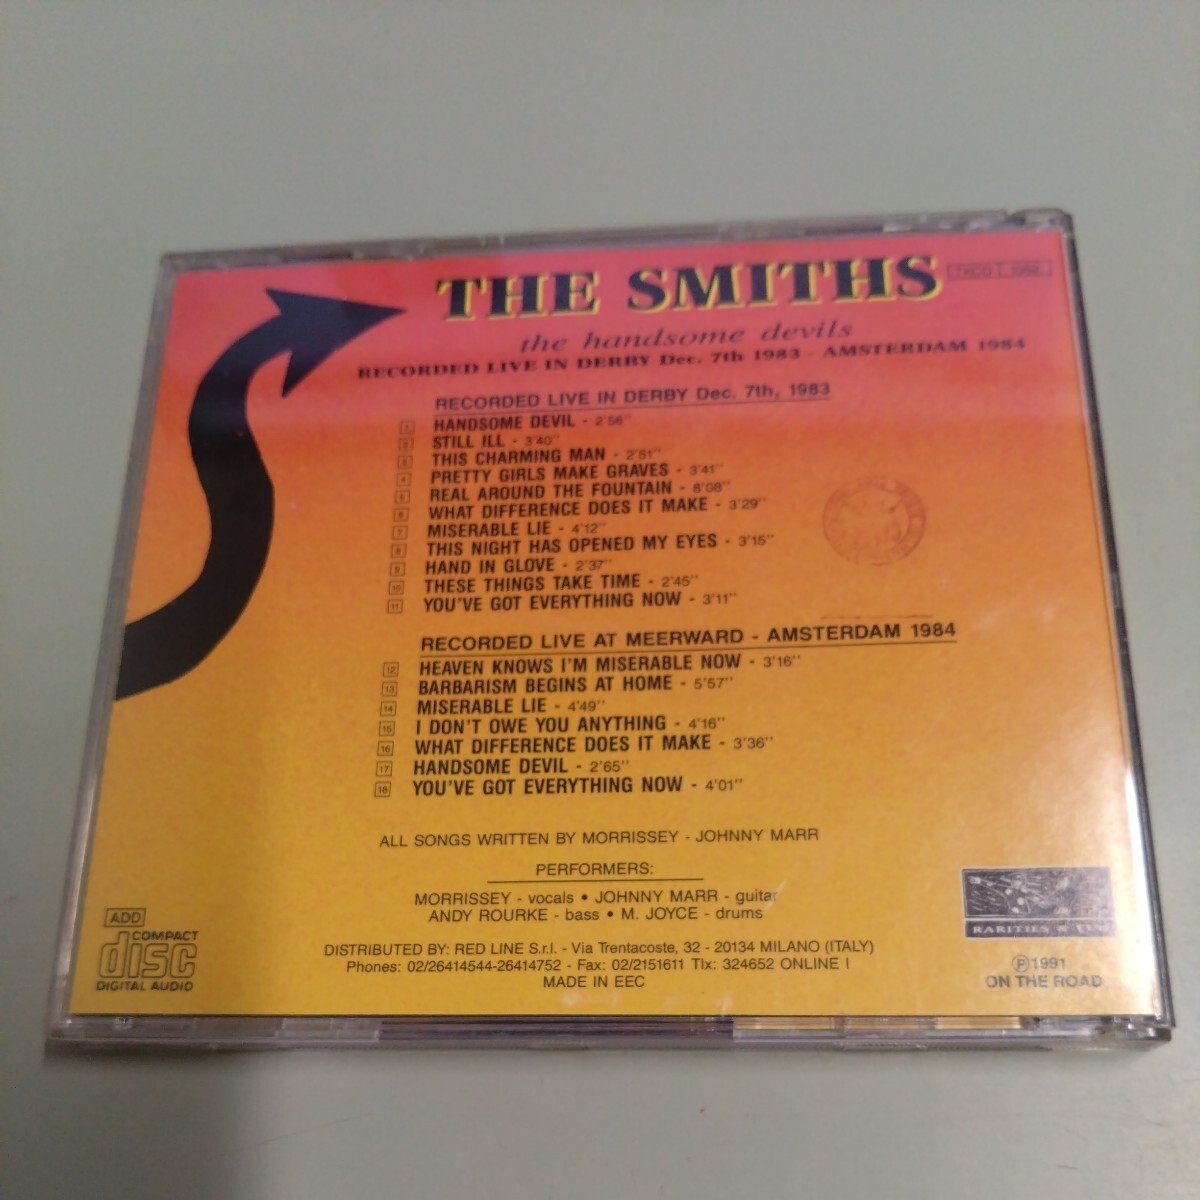 THE SMITHS
the handsome devils
RECORDED LIVE IN DERBY Dec. 7th 1983 - AMSTERDAM 1984
RECORDED LIVE IN DERBY Dec. 7th, 1983
1 HANDSOME DEVIL - 2'56''
2 STILL ILL - 3'40''
3 THIS CHARMING MAN - 2'51''
4 PRETTY GIRLS MAKE GRAVES - 3'41''
5 REAL AROUND THE FOUNTAIN - 6'08''
6 WHAT DIFFERENCE DOES IT MAKE - 3'29''
7 MISERABLE LIE - 4'12''
8 THIS NIGHT HAS OPENED MY EYES - 3'15''
9 HAND IN GLOVE - 2'37''
10 THESE THINGS TAKE TIME - 2'45''
11 YOU'VE GOT EVERYTHING NOW - 3'11''
RECORDED LIVE AT MEERWARD - AMSTERDAM 1984
12 HEAVEN KNOWS I'M MISERABLE NOW - 3'16''
13 BARBARISM BEGINS AT HOME - 5'57''
14 MISERABLE LIE - 4'49''
15 I DON'T OWE YOU ANYTHING - 4'16''
16 WHAT DIFFERENCE DOES IT MAKE - 3'36''
17 HANDSOME DEVIL - 2'65''
18 YOU'VE GOT EVERYTHING NOW - 4'01''
ALL SONGS WRITTEN BY MORRISSEY - JOHNNY MARR
PERFORMERS:
MORRISSEY - vocals • JOHNNY MARR - guitar
ANDY ROURKE - bass • M. JOYCE - drums
DISTRIBUTED BY: RED LINE S.r.l. - Via Trentacoste, 32 - 20134 MILANO (ITALY)
Phones: 02/26414544-26414752 - Fax: 02/2151611 Tlx: 324652 ONLINE I
MADE IN EEC
ADD
COMPACT
disc
DIGITAL AUDIO
RARITIES &
℗1991
ON THE ROAD